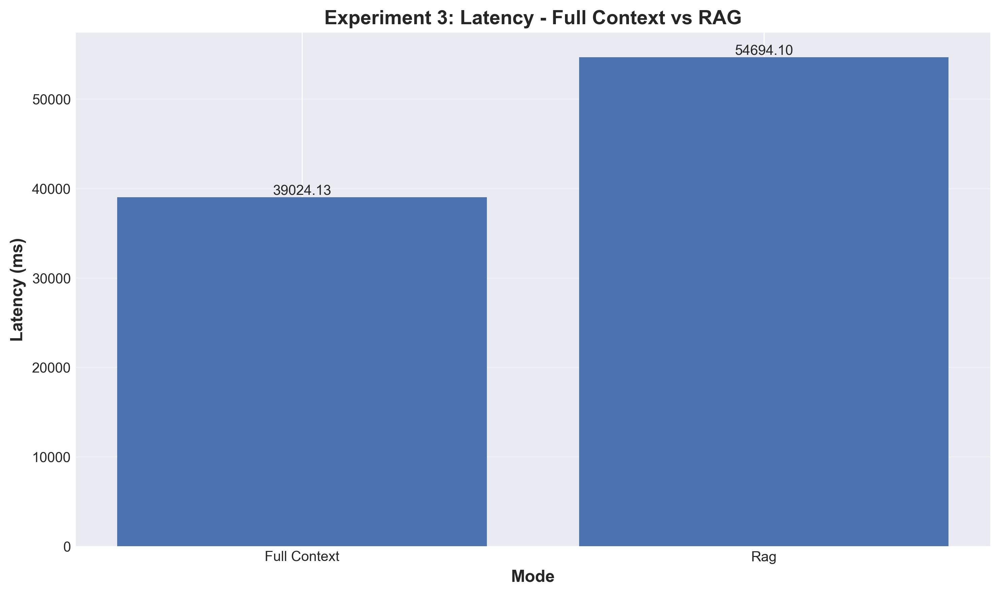 Experiment 3: Latency - Full Context vs RAG
54694.10
50000
39024.13
40000
Latency (ms)
30000
20000
10000
0
Full Context
Rag
Mode